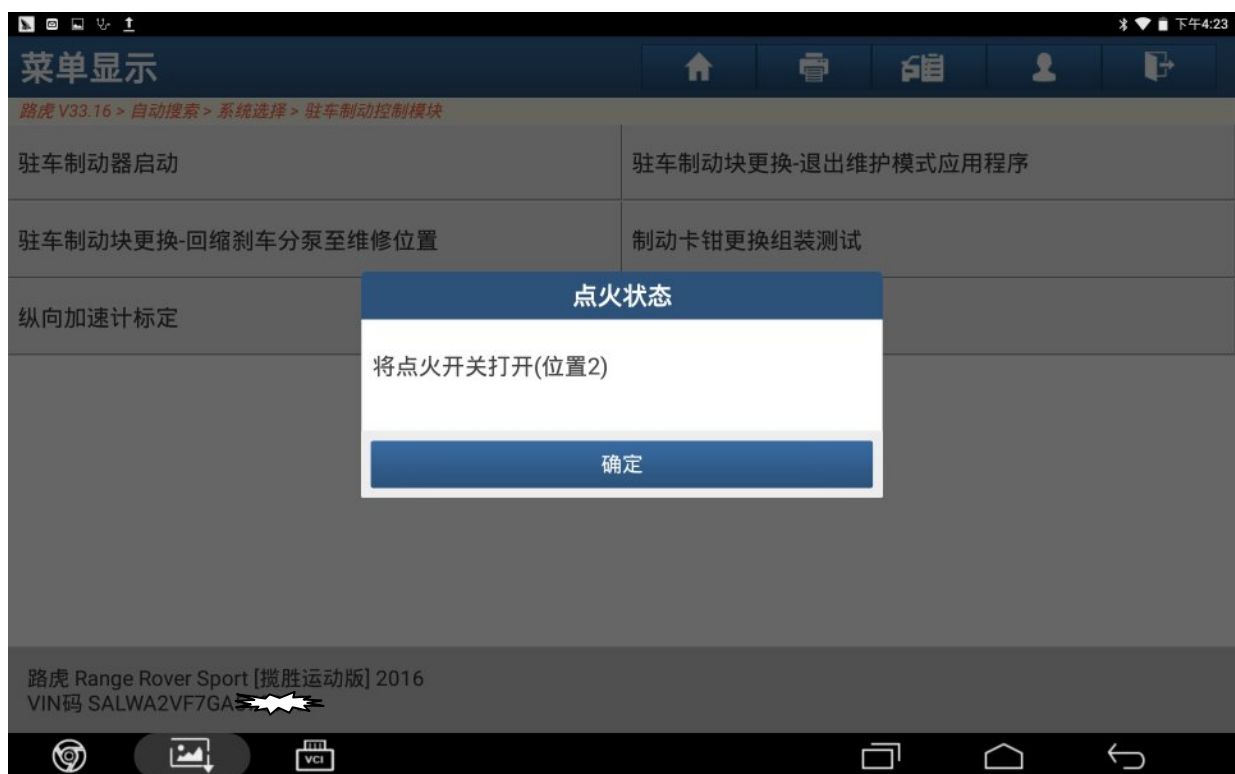 下午4:23
菜单显示
路虎 V33.16 > 自动搜索 > 系统选择 > 驻车制动控制模块
驻车制动器启动
驻车制动块更换-退出维护模式应用程序
驻车制动块更换-回缩刹车分泵至维修位置
制动卡钳更换组装测试
纵向加速计标定
点火状态
将点火开关打开(位置2)
确定
路虎 Range Rover Sport [揽胜运动版] 2016
VIN码 SALWA2VF7GA
VCI